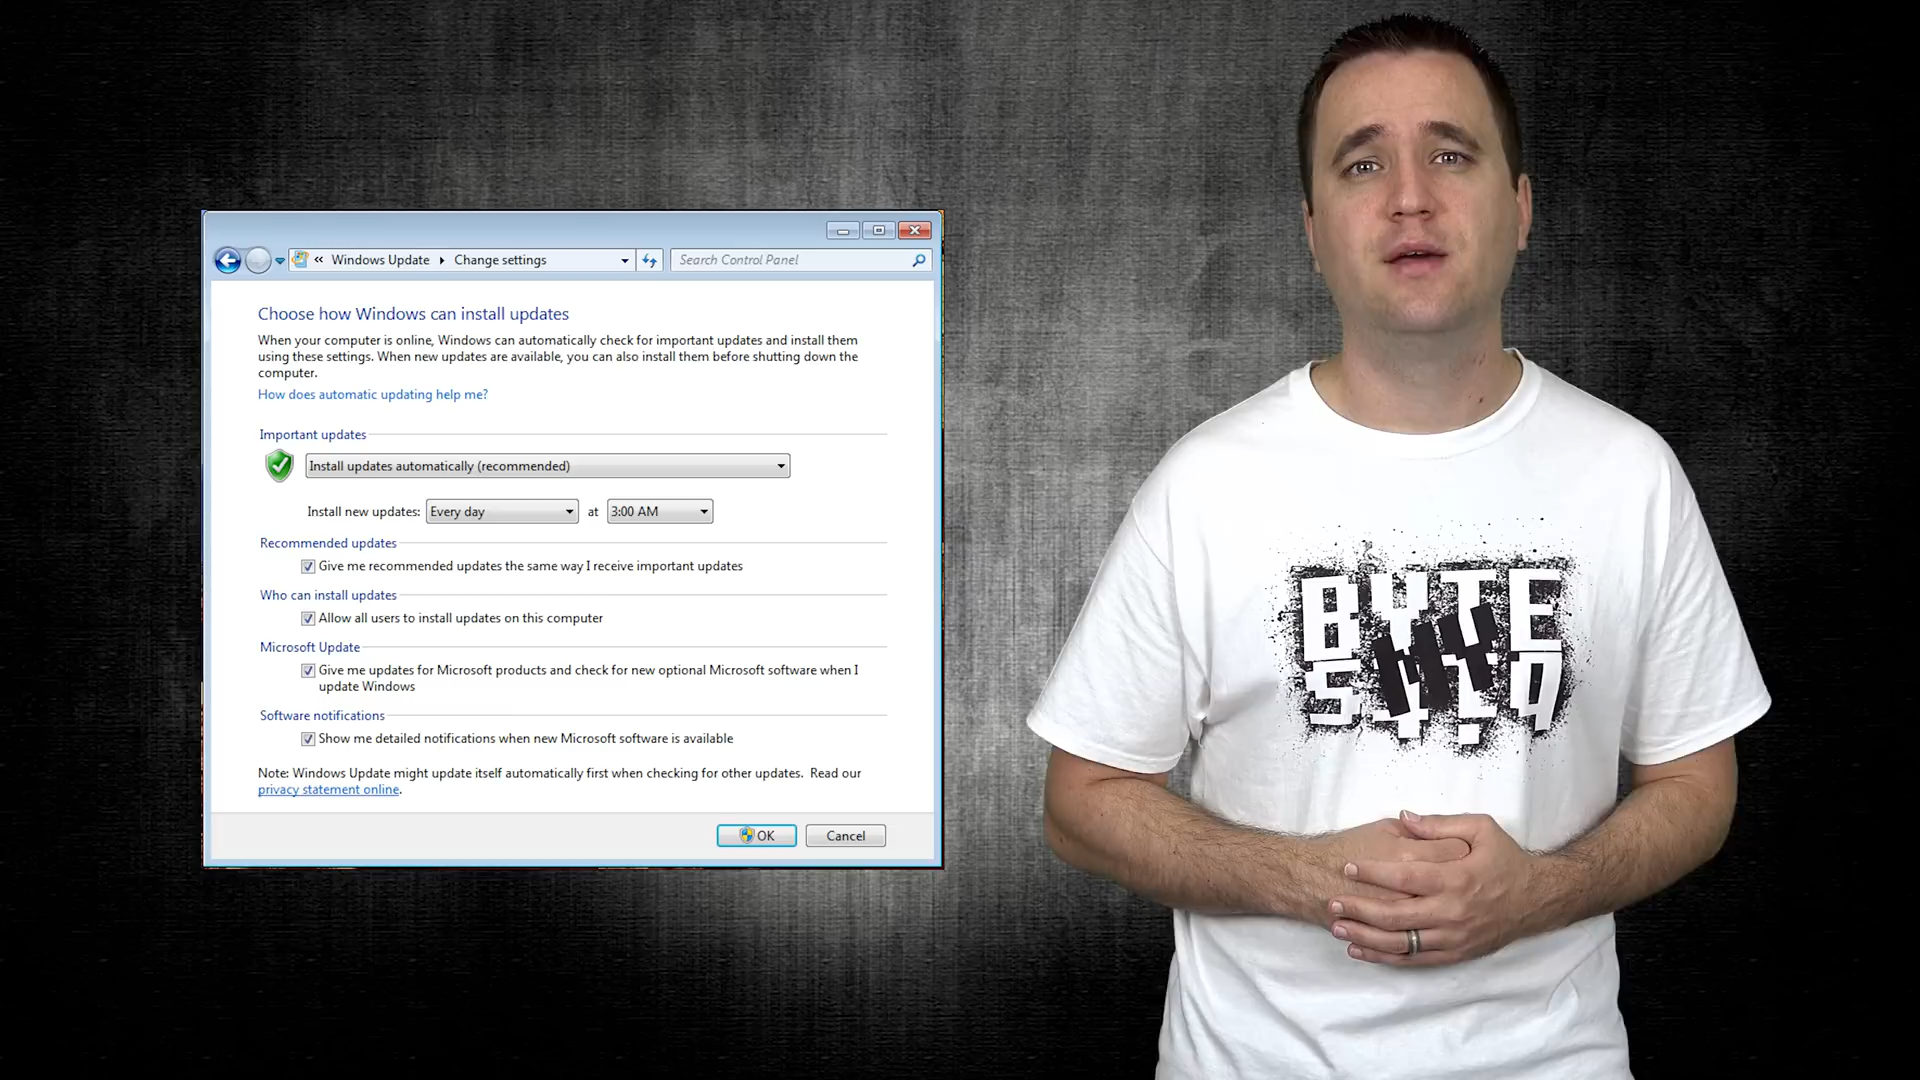 « Windows Update ▸ Change settings
Search Control Panel
Choose how Windows can install updates
When your computer is online, Windows can automatically check for important updates and install them
using these settings. When new updates are available, you can also install them before shutting down the
computer.
How does automatic updating help me?
Important updates
Install updates automatically (recommended)
Install new updates: Every day at 3:00 AM
Recommended updates
Give me recommended updates the same way I receive important updates
Who can install updates
Allow all users to install updates on this computer
Microsoft Update
Give me updates for Microsoft products and check for new optional Microsoft software when I
update Windows
Software notifications
Show me detailed notifications when new Microsoft software is available
Note: Windows Update might update itself automatically first when checking for other updates. Read our
privacy statement online.
OK Cancel
BYTE
MY